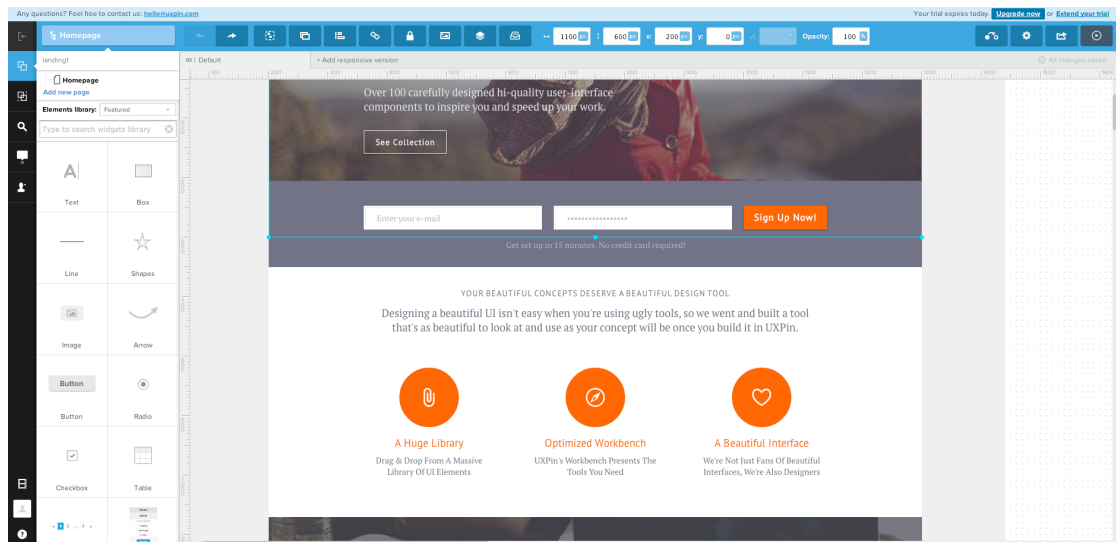 Any questions? Feel free to contact us: hello@uxpin.com
Your trial expires today. Upgrade now or Extend your trial
Homepage
1100 px
600 px
x: 200 px
y: 0 px
Opacity: 100 %
landing1
Default
+ Add responsive version
All changes saved
Homepage
Add new page
Elements library: Featured
Type to search widgets library
Text
Box
Line
Shapes
Image
Arrow
Button
Button
Radio
Checkbox
Table
Over 100 carefully designed hi-quality user-interface
components to inspire you and speed up your work.
See Collection
Enter your e-mail
Sign Up Now!
Get set up in 15 minutes. No credit card required!
YOUR BEAUTIFUL CONCEPTS DESERVE A BEAUTIFUL DESIGN TOOL
Designing a beautiful UI isn't easy when you're using ugly tools, so we went and built a tool
that's as beautiful to look at and use as your concept will be once you build it in UXPin.
A Huge Library
Drag & Drop From A Massive
Library Of UI Elements
Optimized Workbench
UXPin's Workbench Presents The
Tools You Need
A Beautiful Interface
We're Not Just Fans Of Beautiful
Interfaces, We're Also Designers